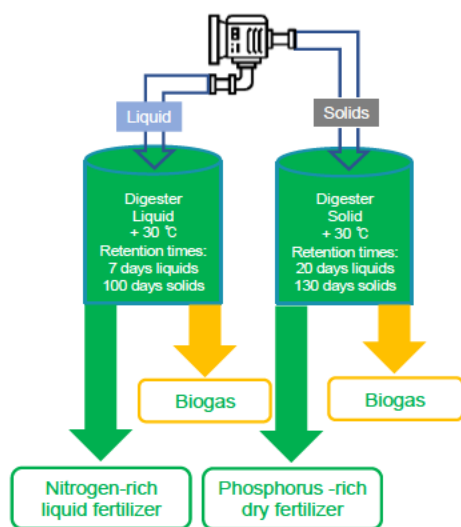 Liquid
Solids
Digester
Liquid
+ 30 ℃
Retention times:
7 days liquids
100 days solids
Digester
Solid
+ 30 ℃
Retention times:
20 days liquids
130 days solids
Biogas
Biogas
Nitrogen-rich
liquid fertilizer
Phosphorus -rich
dry fertilizer